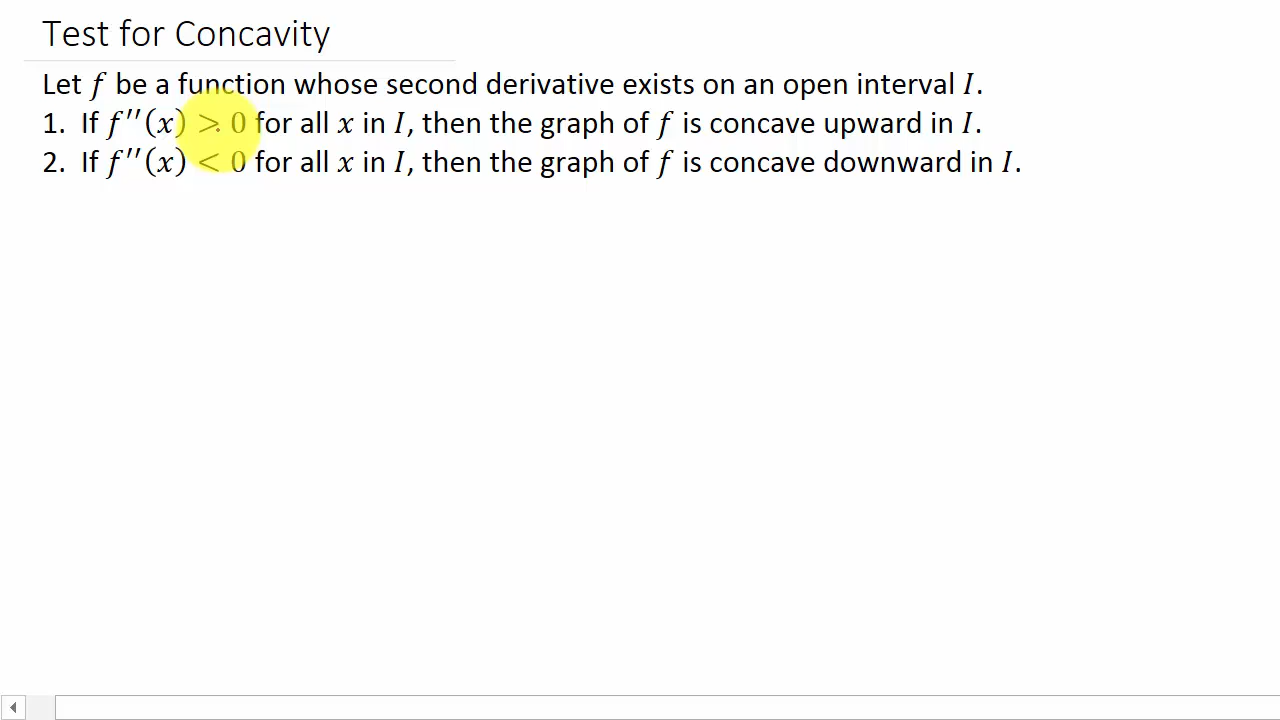 Test for Concavity
Let f be a function whose second derivative exists on an open interval I.
1. If f′′(x) > 0 for all x in I, then the graph of f is concave upward in I.
2. If f′′(x) < 0 for all x in I, then the graph of f is concave downward in I.